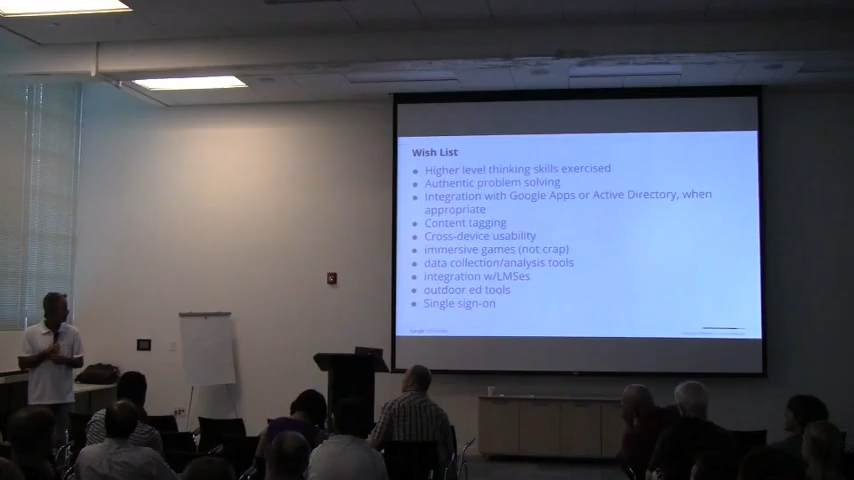 Wish List
● Higher level thinking skills exercised
● Authentic problem solving
● Integration with Google Apps or Active Directory, when
appropriate
● Content tagging
● Cross-device usability
● immersive games (not crap)
● data collection/analysis tools
● integration w/LMSes
● outdoor ed tools
● Single sign-on
Google